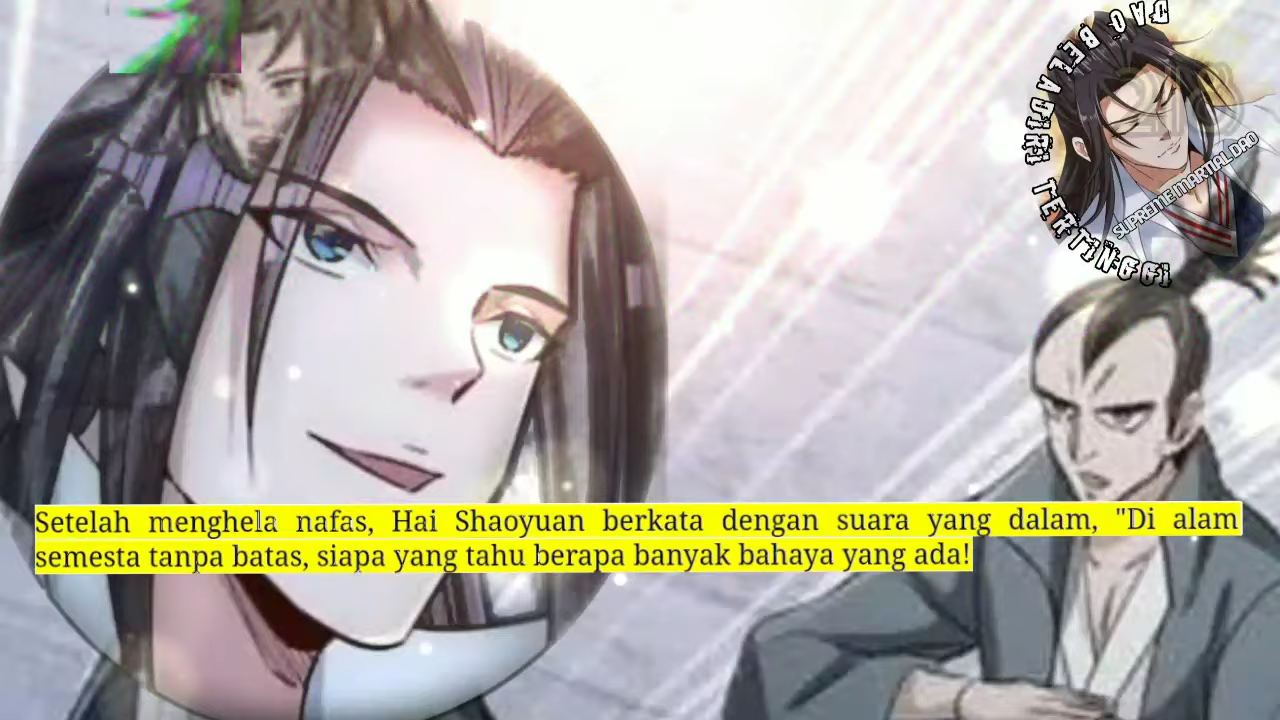 DAO BELADIRI TERTINGGI
SUPREME MARTIAL DAO
Setelah menghela nafas, Hai Shaoyuan berkata dengan suara yang dalam, "Di alam
semesta tanpa batas, siapa yang tahu berapa banyak bahaya yang ada!